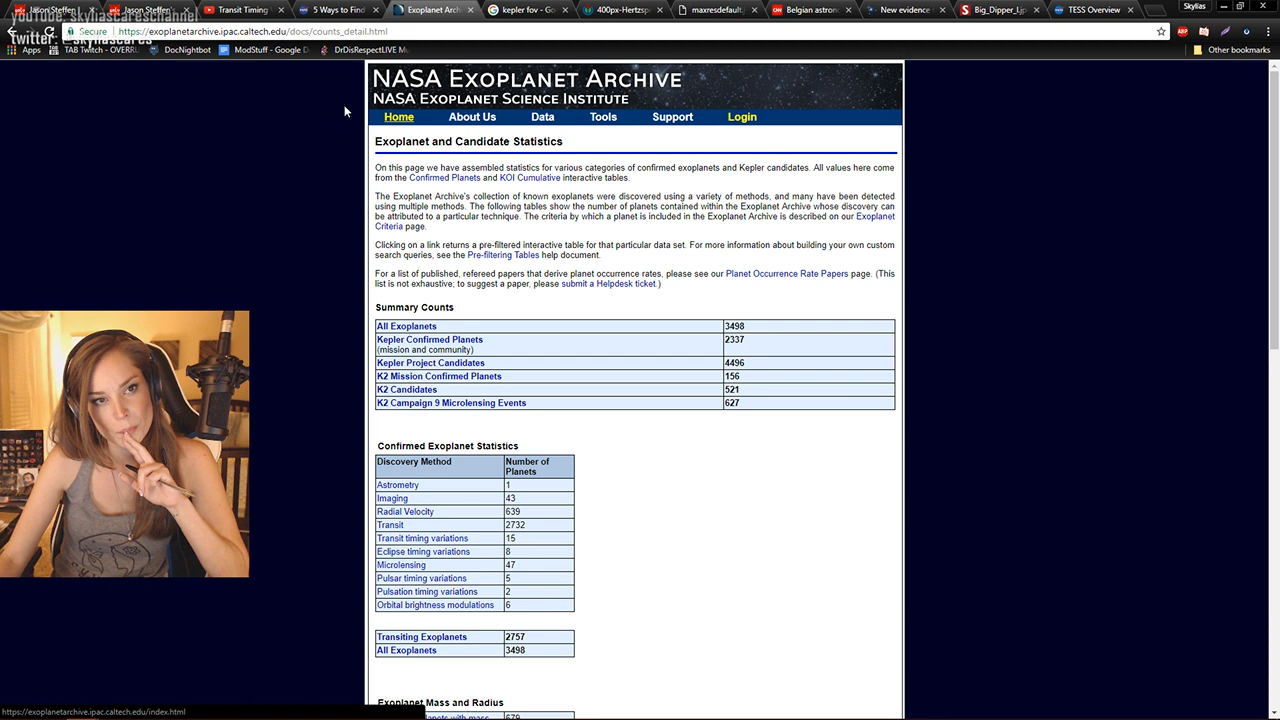 youtube: skyliascareschannel
twitter: @skyliascares
Jason Steffen
Jason Steffen's
Transit Timing
5 Ways to Find
Exoplanet Arch
kepler fov - Go
400px-Hertzsp
maxresdefault.
Belgian astrono
New evidence
Big_Dipper_Ljp
TESS Overview
Skylias
Secure
https://exoplanetarchive.ipac.caltech.edu/docs/counts_detail.html
Apps
TAB Twitch - OVERRU
DocNightbot
ModStuff - Google D
DrDisRespectLIVE Mu
Other bookmarks
NASA EXOPLANET ARCHIVE
NASA EXOPLANET SCIENCE INSTITUTE
Home About Us Data Tools Support Login
Exoplanet and Candidate Statistics
On this page we have assembled statistics for various categories of confirmed exoplanets and Kepler candidates. All values here come
from the Confirmed Planets and KOI Cumulative interactive tables.
The Exoplanet Archive's collection of known exoplanets were discovered using a variety of methods, and many have been detected
using multiple methods. The following tables show the number of planets contained within the Exoplanet Archive whose discovery can
be attributed to a particular technique. The criteria by which a planet is included in the Exoplanet Archive is described on our Exoplanet
Criteria page.
Clicking on a link returns a pre-filtered interactive table for that particular data set. For more information about building your own custom
search queries, see the Pre-filtering Tables help document.
For a list of published, refereed papers that derive planet occurrence rates, please see our Planet Occurrence Rate Papers page. (This
list is not exhaustive; to suggest a paper, please submit a Helpdesk ticket.)
Summary Counts
All Exoplanets 3498
Kepler Confirmed Planets 2337
(mission and community)
Kepler Project Candidates 4496
K2 Mission Confirmed Planets 156
K2 Candidates 521
K2 Campaign 9 Microlensing Events 627
Confirmed Exoplanet Statistics
Discovery Method Number of
Planets
Astrometry 1
Imaging 43
Radial Velocity 639
Transit 2732
Transit timing variations 15
Eclipse timing variations 8
Microlensing 47
Pulsar timing variations 5
Pulsation timing variations 2
Orbital brightness modulations 6
Transiting Exoplanets 2757
All Exoplanets 3498
Exoplanet Mass and Radius
anets with mass 679
https://exoplanetarchive.ipac.caltech.edu/index.html